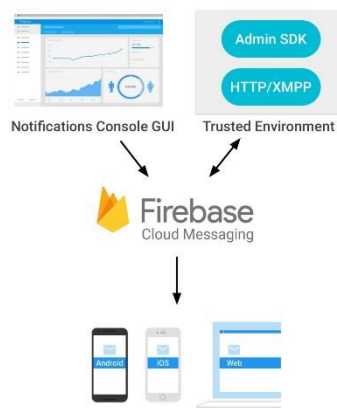 Admin SDK
HTTP/XMPP
Notifications Console GUI
Trusted Environment
Firebase
Cloud Messaging
Android
iOS
Web